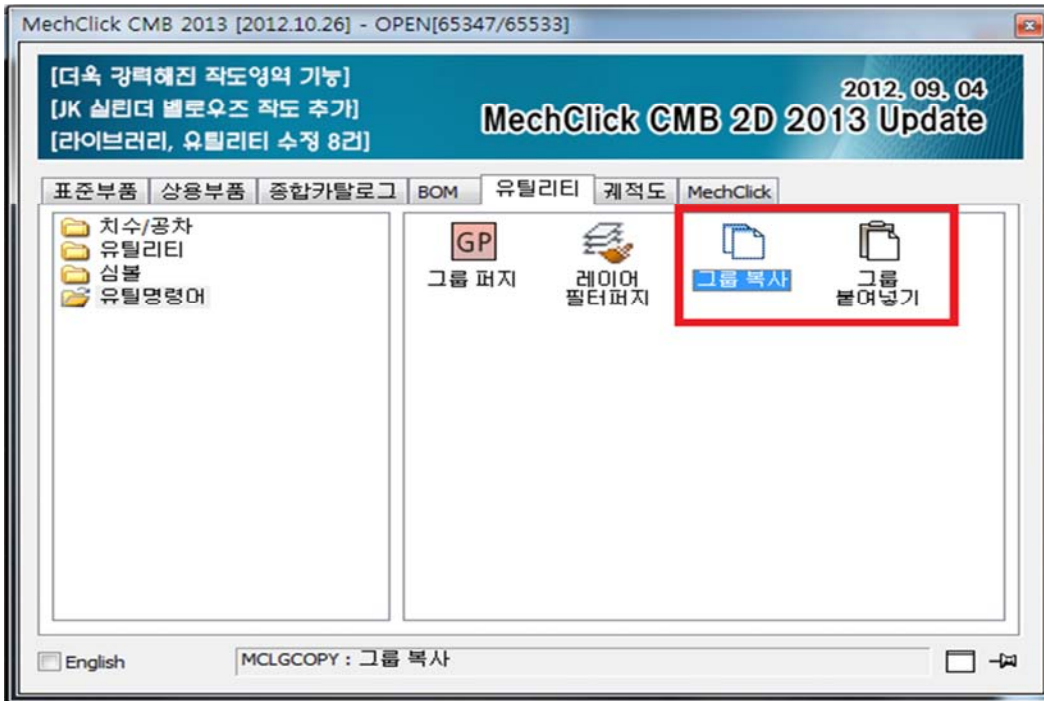 MechClick CMB 2013 [2012.10.26] - OPEN[65347/65533]
[더욱 강력해진 작도영역 기능]
[JK 실린더 벨로우즈 작도 추가]
[라이브러리, 유틸리티 수정 8건]
2012. 09. 04
MechClick CMB 2D 2013 Update
표준부품 상용부품 종합카탈로그 BOM 유틸리티 궤적도 MechClick
치수/공차
유틸리티
심볼
유틸명령어
GP
그룹 퍼지
레이어
필터퍼지
그룹 복사
그룹
붙여넣기
English
MCLGCOPY : 그룹 복사